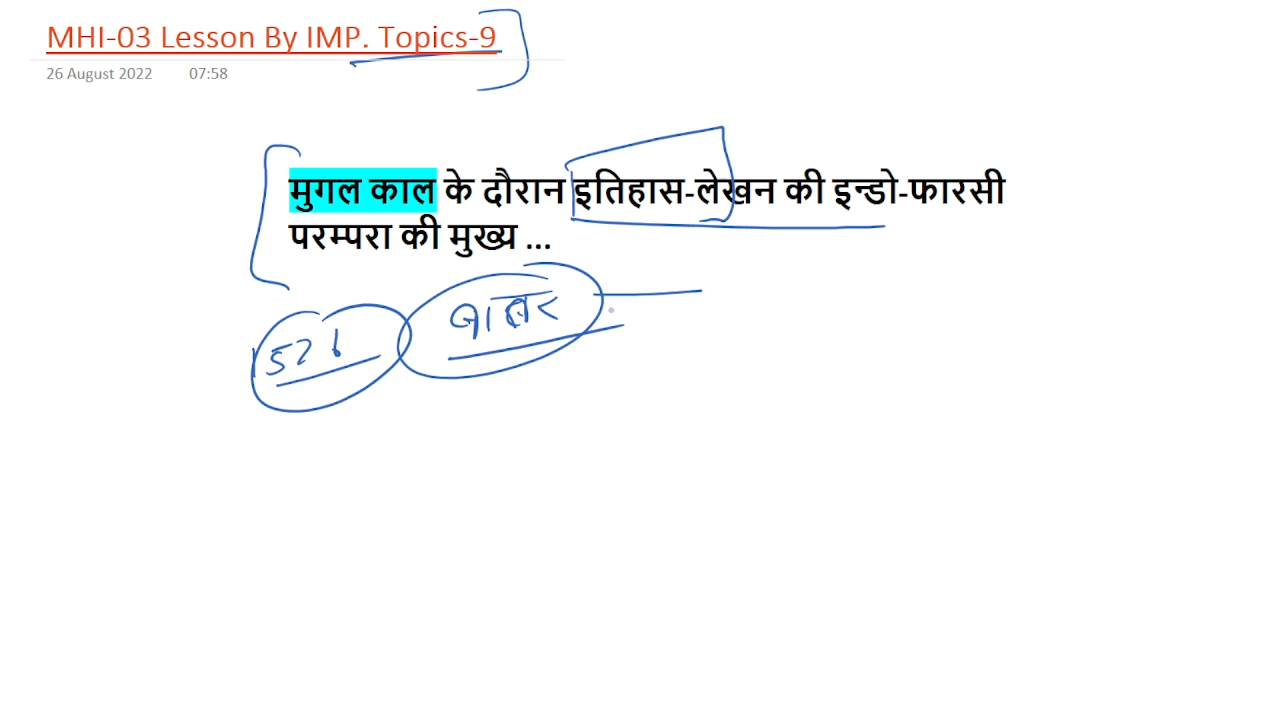 MHI-03 Lesson By IMP. Topics-9
26 August 2022 07:58
मुगल काल के दौरान इतिहास-लेखन की इन्डो-फारसी
परम्परा की मुख्य ...
1526 बाबर